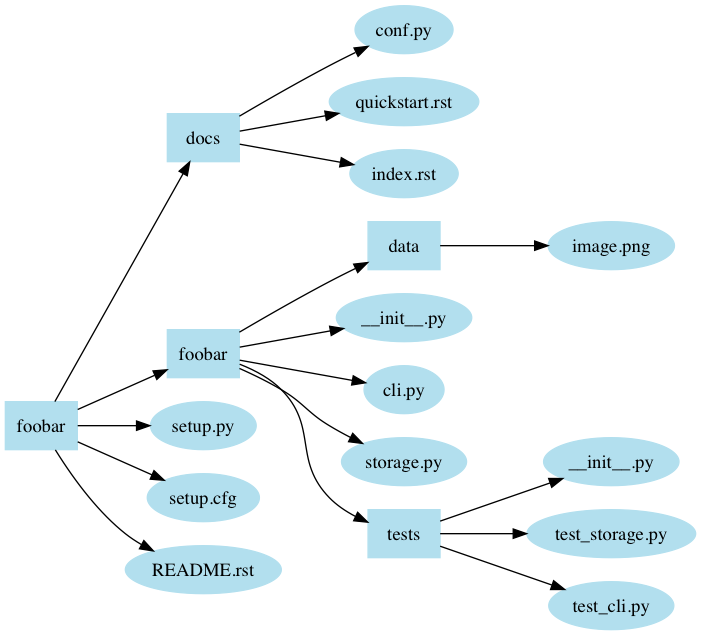 conf.py
quickstart.rst
docs
index.rst
data
image.png
__init__.py
foobar
cli.py
foobar
setup.py
storage.py
__init__.py
setup.cfg
tests
test_storage.py
README.rst
test_cli.py